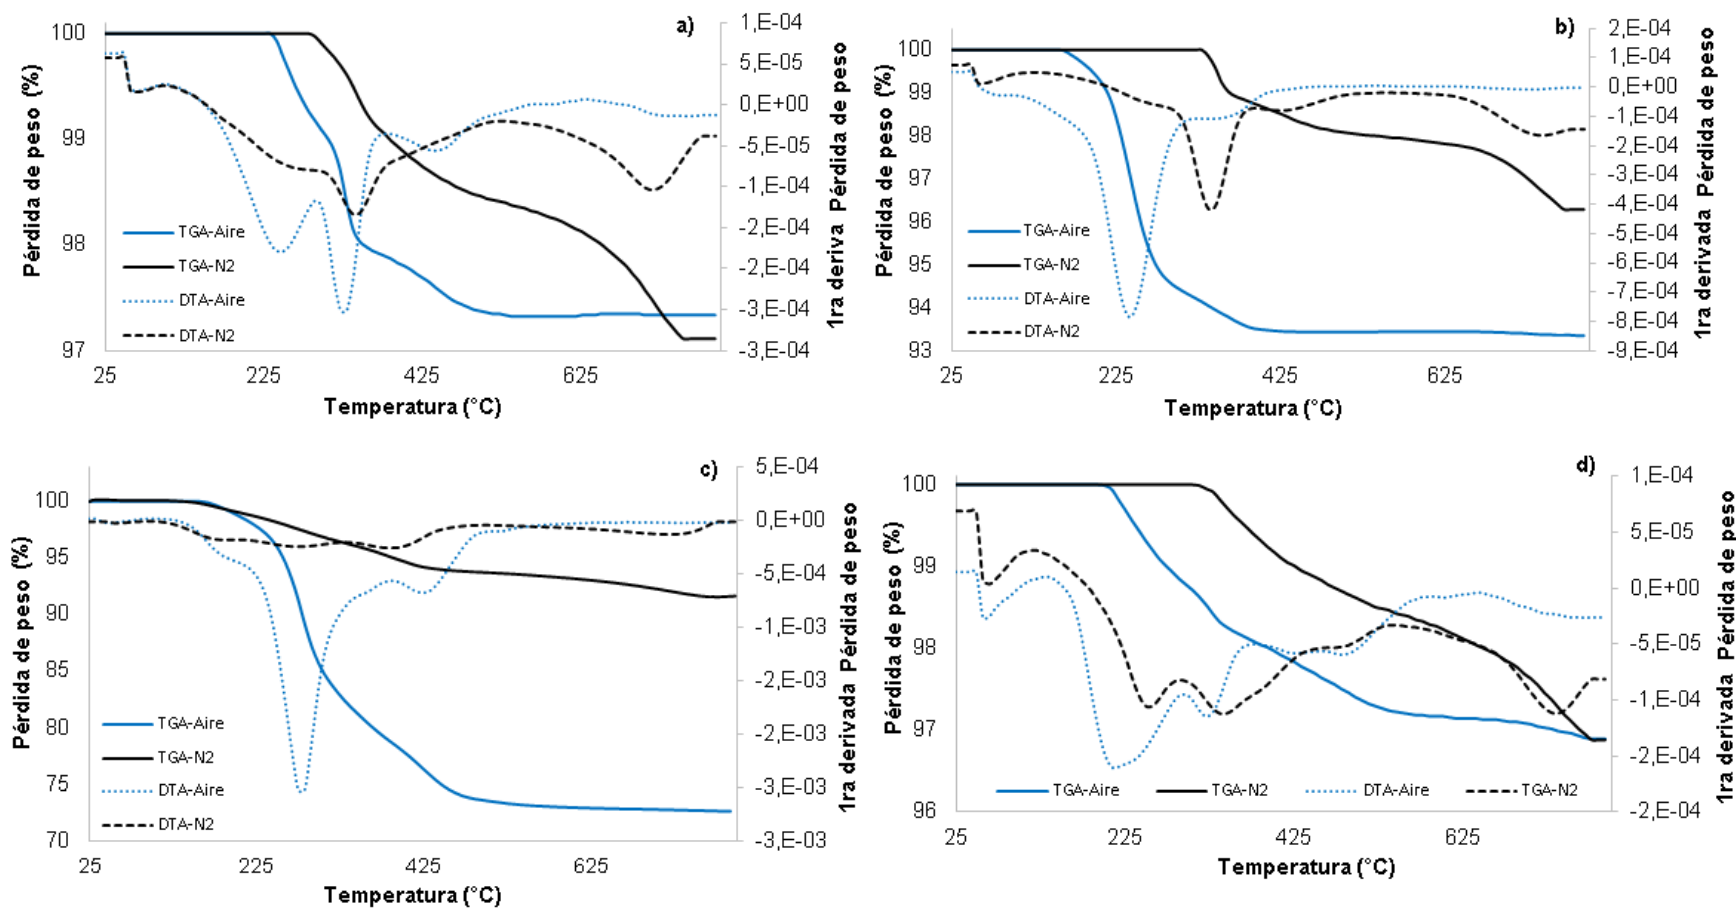 a)
Pérdida de peso (%)
100
99
98
97
TGA-Aire
TGA-N2
DTA-Aire
DTA-N2
1,E-04
5,E-05
0,E+00
-5,E-05
-1,E-04
-2,E-04
-2,E-04
-3,E-04
-3,E-04
1ra deriva Pérdida de peso
25 225 425 625
Temperatura (°C)
b)
Pérdida de peso (%)
100
99
98
97
96
95
94
93
TGA-Aire
TGA-N2
DTA-Aire
DTA-N2
2,E-04
1,E-04
0,E+00
-1,E-04
-2,E-04
-3,E-04
-4,E-04
-5,E-04
-6,E-04
-7,E-04
-8,E-04
-9,E-04
1ra derivada Pérdida de peso
25 225 425 625
Temperatura (°C)
c)
Pérdida de peso (%)
100
95
90
85
80
75
70
TGA-Aire
TGA-N2
DTA-Aire
DTA-N2
5,E-04
0,E+00
-5,E-04
-1,E-03
-2,E-03
-2,E-03
-3,E-03
-3,E-03
1ra derivada Pérdida de peso
25 225 425 625
Temperatura (°C)
d)
Pérdida de peso (%)
100
99
98
97
96
TGA-Aire TGA-N2 DTA-Aire TGA-N2
1,E-04
5,E-05
0,E+00
-5,E-05
-1,E-04
-2,E-04
-2,E-04
1ra derivada Pérdida de peso
25 225 425 625
Temperatura (°C)